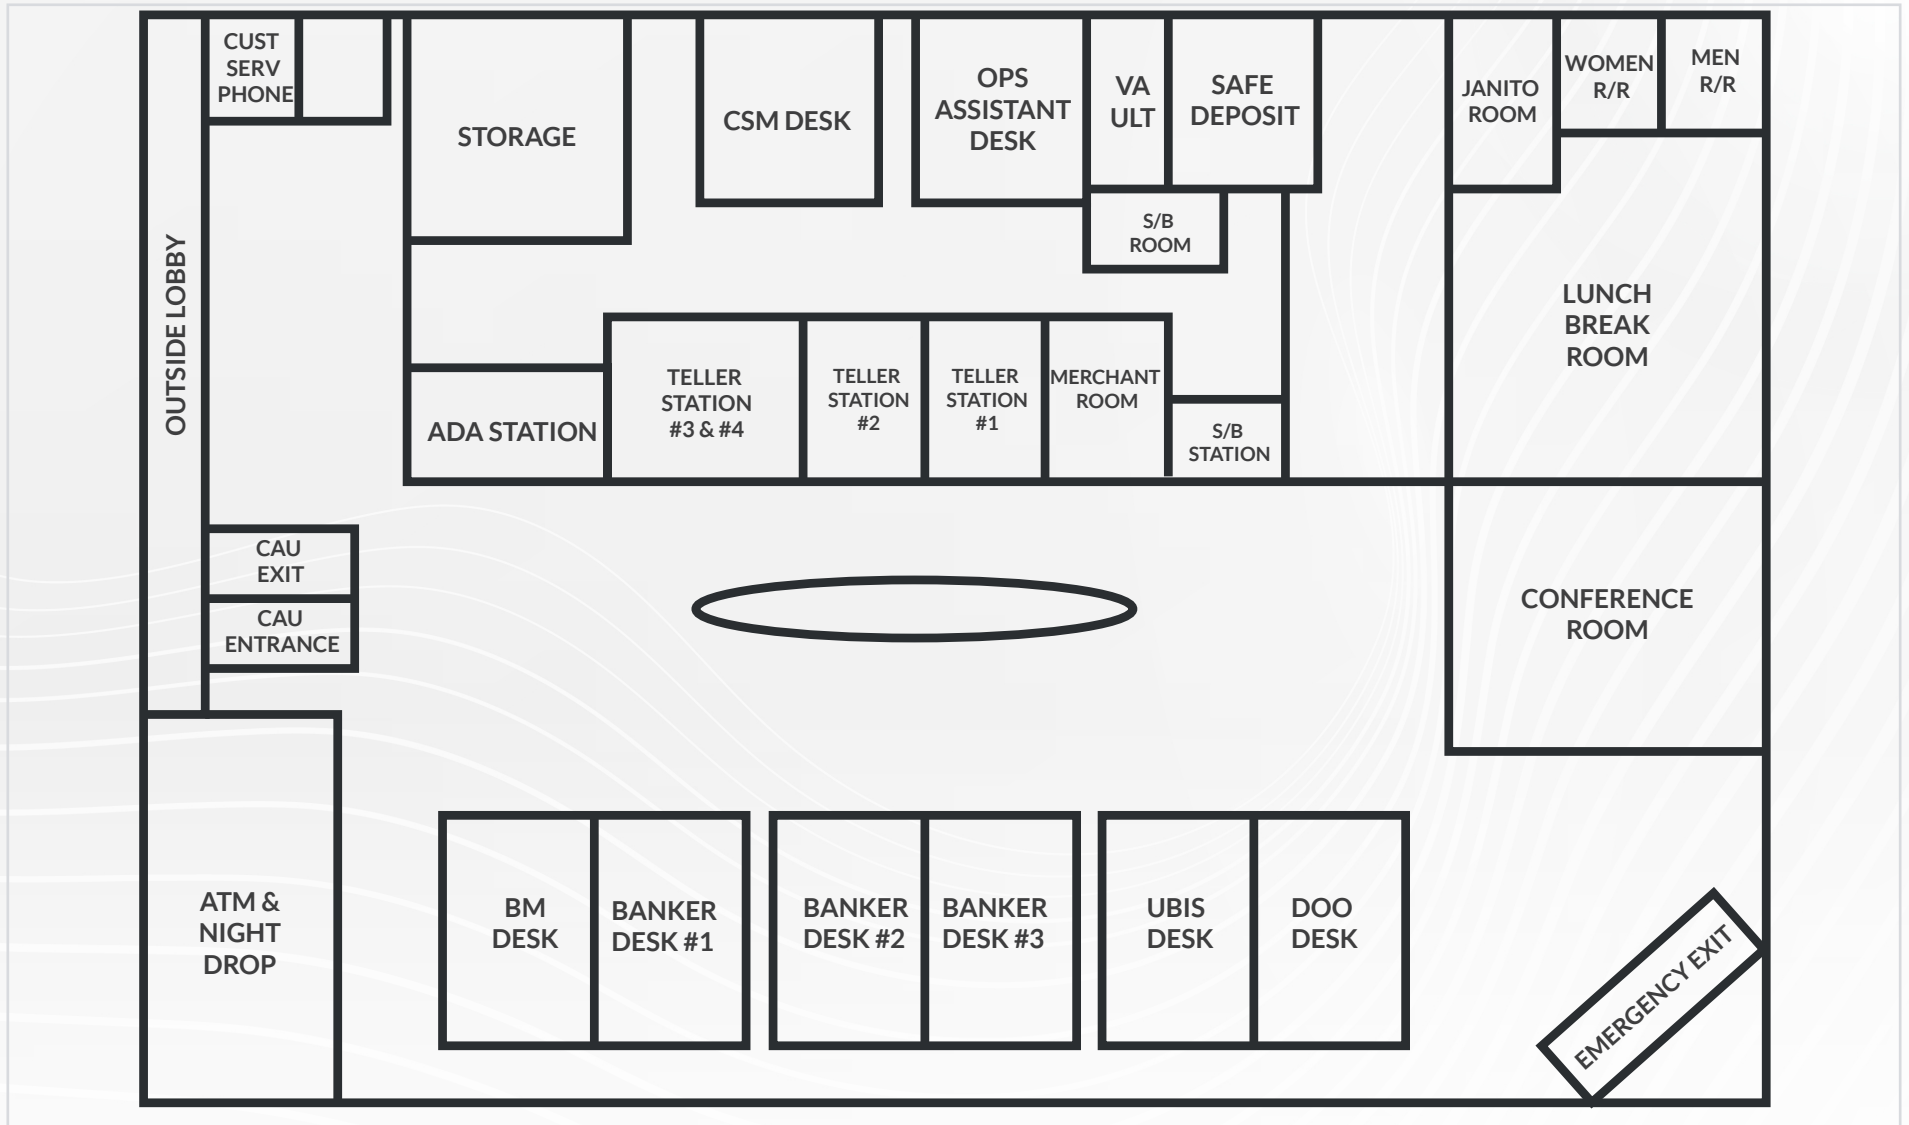 CUST
SERV
PHONE
STORAGE
CSM DESK
OPS
ASSISTANT
DESK
VA
ULT
SAFE
DEPOSIT
JANITO
ROOM
WOMEN
R/R
MEN
R/R
S/B
ROOM
OUTSIDE LOBBY
LUNCH
BREAK
ROOM
ADA STATION
TELLER
STATION
#3 & #4
TELLER
STATION
#2
TELLER
STATION
#1
MERCHANT
ROOM
S/B
STATION
CAU
EXIT
CAU
ENTRANCE
CONFERENCE
ROOM
ATM &
NIGHT
DROP
BM
DESK
BANKER
DESK #1
BANKER
DESK #2
BANKER
DESK #3
UBIS
DESK
DOO
DESK
EMERGENCY EXIT